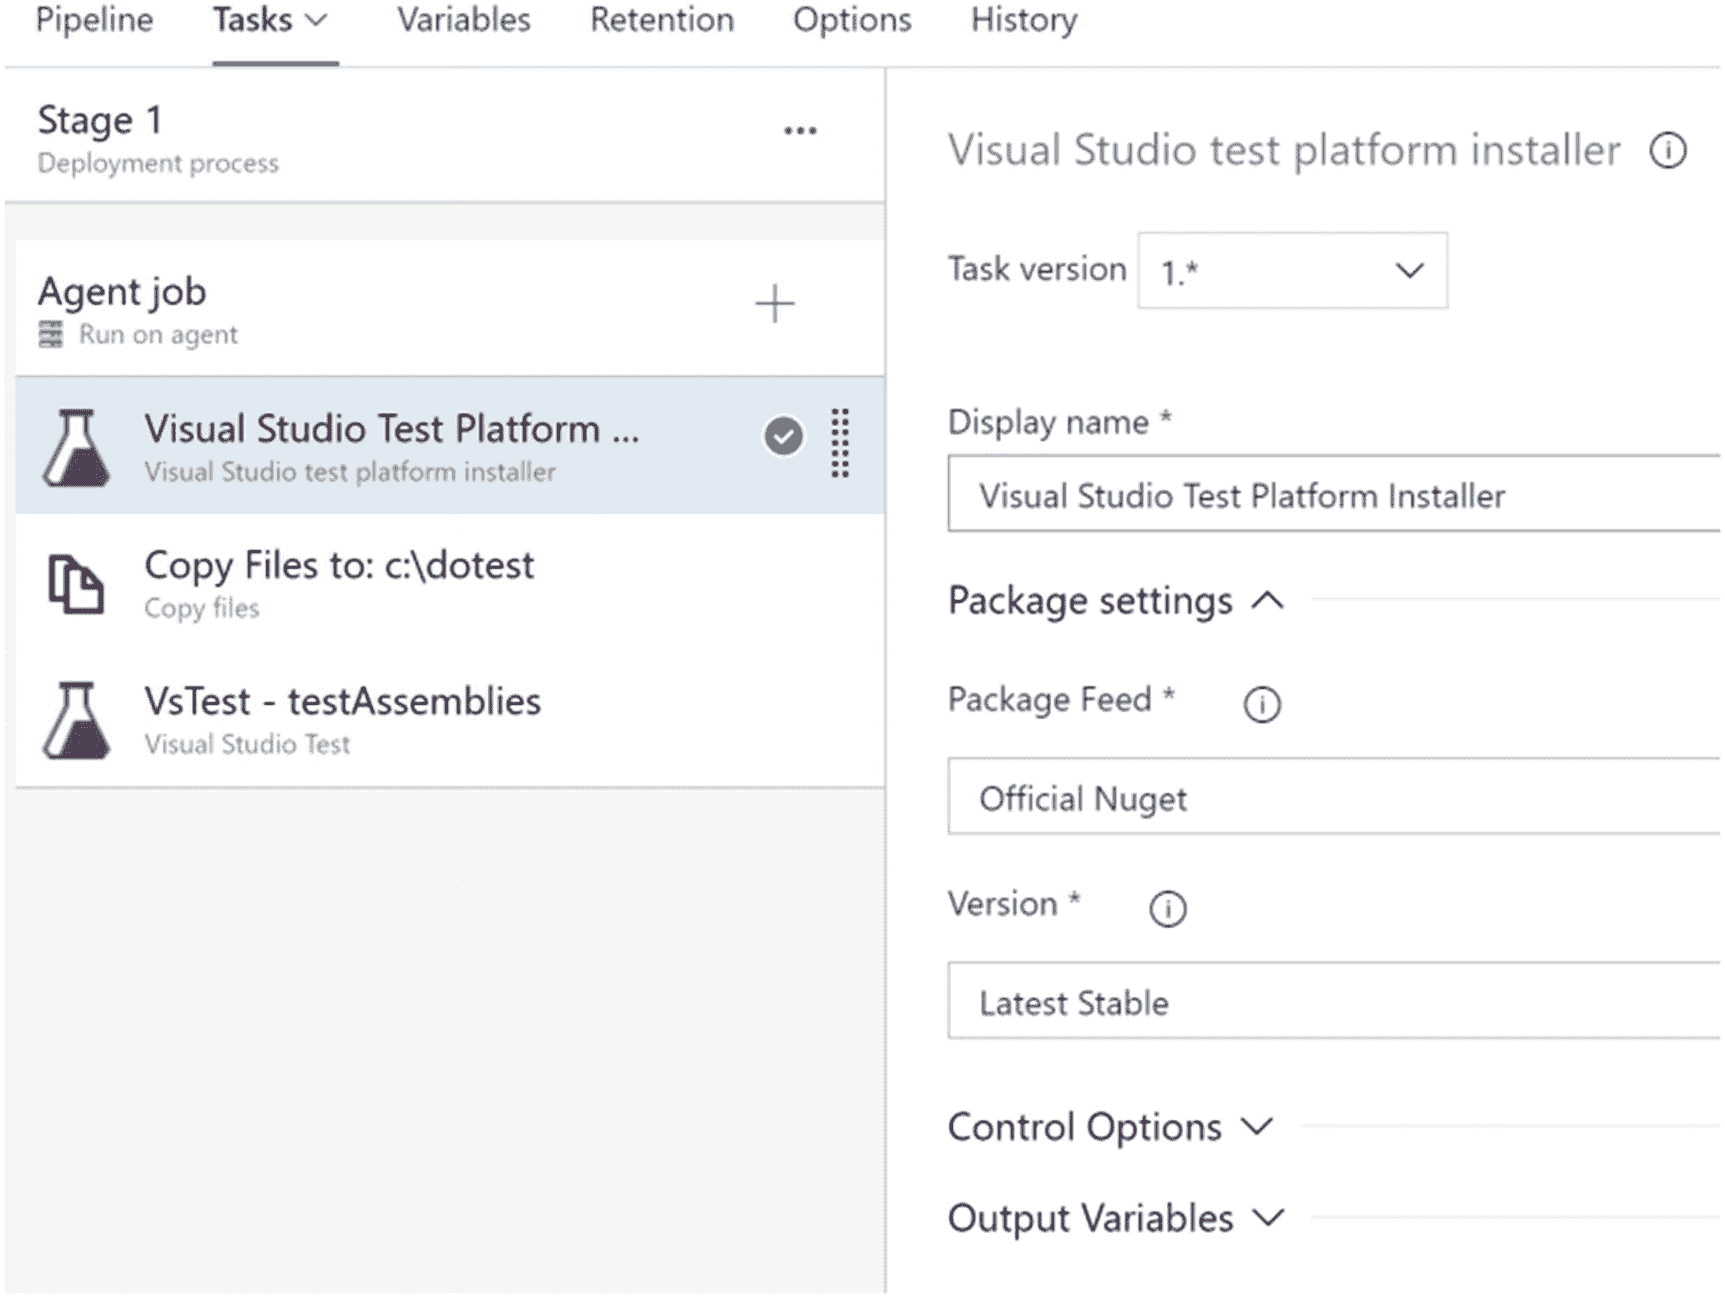 Pipeline Tasks Variables Retention Options History
Stage 1
Deployment process
Agent job
Run on agent
Visual Studio Test Platform ...
Visual Studio test platform installer
Copy Files to: c:\dotest
Copy files
VsTest - testAssemblies
Visual Studio Test
Visual Studio test platform installer
Task version 1.*
Display name *
Visual Studio Test Platform Installer
Package settings
Package Feed *
Official Nuget
Version *
Latest Stable
Control Options
Output Variables